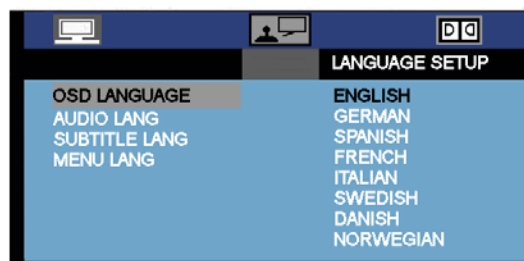 LANGUAGE SETUP
OSD LANGUAGE
AUDIO LANG
SUBTITLE LANG
MENU LANG
ENGLISH
GERMAN
SPANISH
FRENCH
ITALIAN
SWEDISH
DANISH
NORWEGIAN